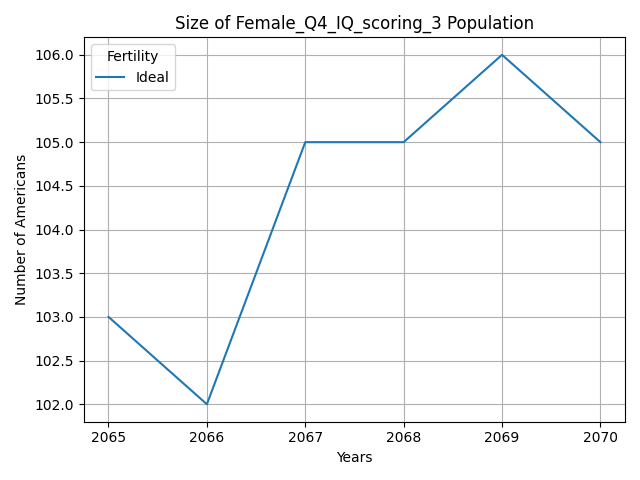 Size of Female_Q4_IQ_scoring_3 Population
Fertility
Ideal
106.0
105.5
105.0
104.5
104.0
103.5
103.0
102.5
102.0
Number of Americans
2065 2066 2067 2068 2069 2070
Years